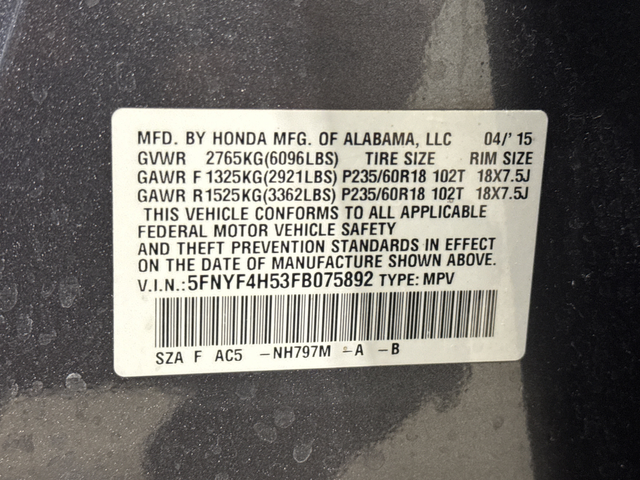 MFD. BY HONDA MFG. OF ALABAMA, LLC 04/'15
GVWR 2765KG(6096LBS) TIRE SIZE RIM SIZE
GAWR F 1325KG(2921LBS) P235/60R18 102T 18X7.5J
GAWR R1525KG(3362LBS) P235/60R18 102T 18X7.5J
THIS VEHICLE CONFORMS TO ALL APPLICABLE
FEDERAL MOTOR VEHICLE SAFETY
AND THEFT PREVENTION STANDARDS IN EFFECT
ON THE DATE OF MANUFACTURE SHOWN ABOVE.
V.I.N.: 5FNYF4H53FB075892 TYPE: MPV
SZA F AC5 -NH797M -A -B